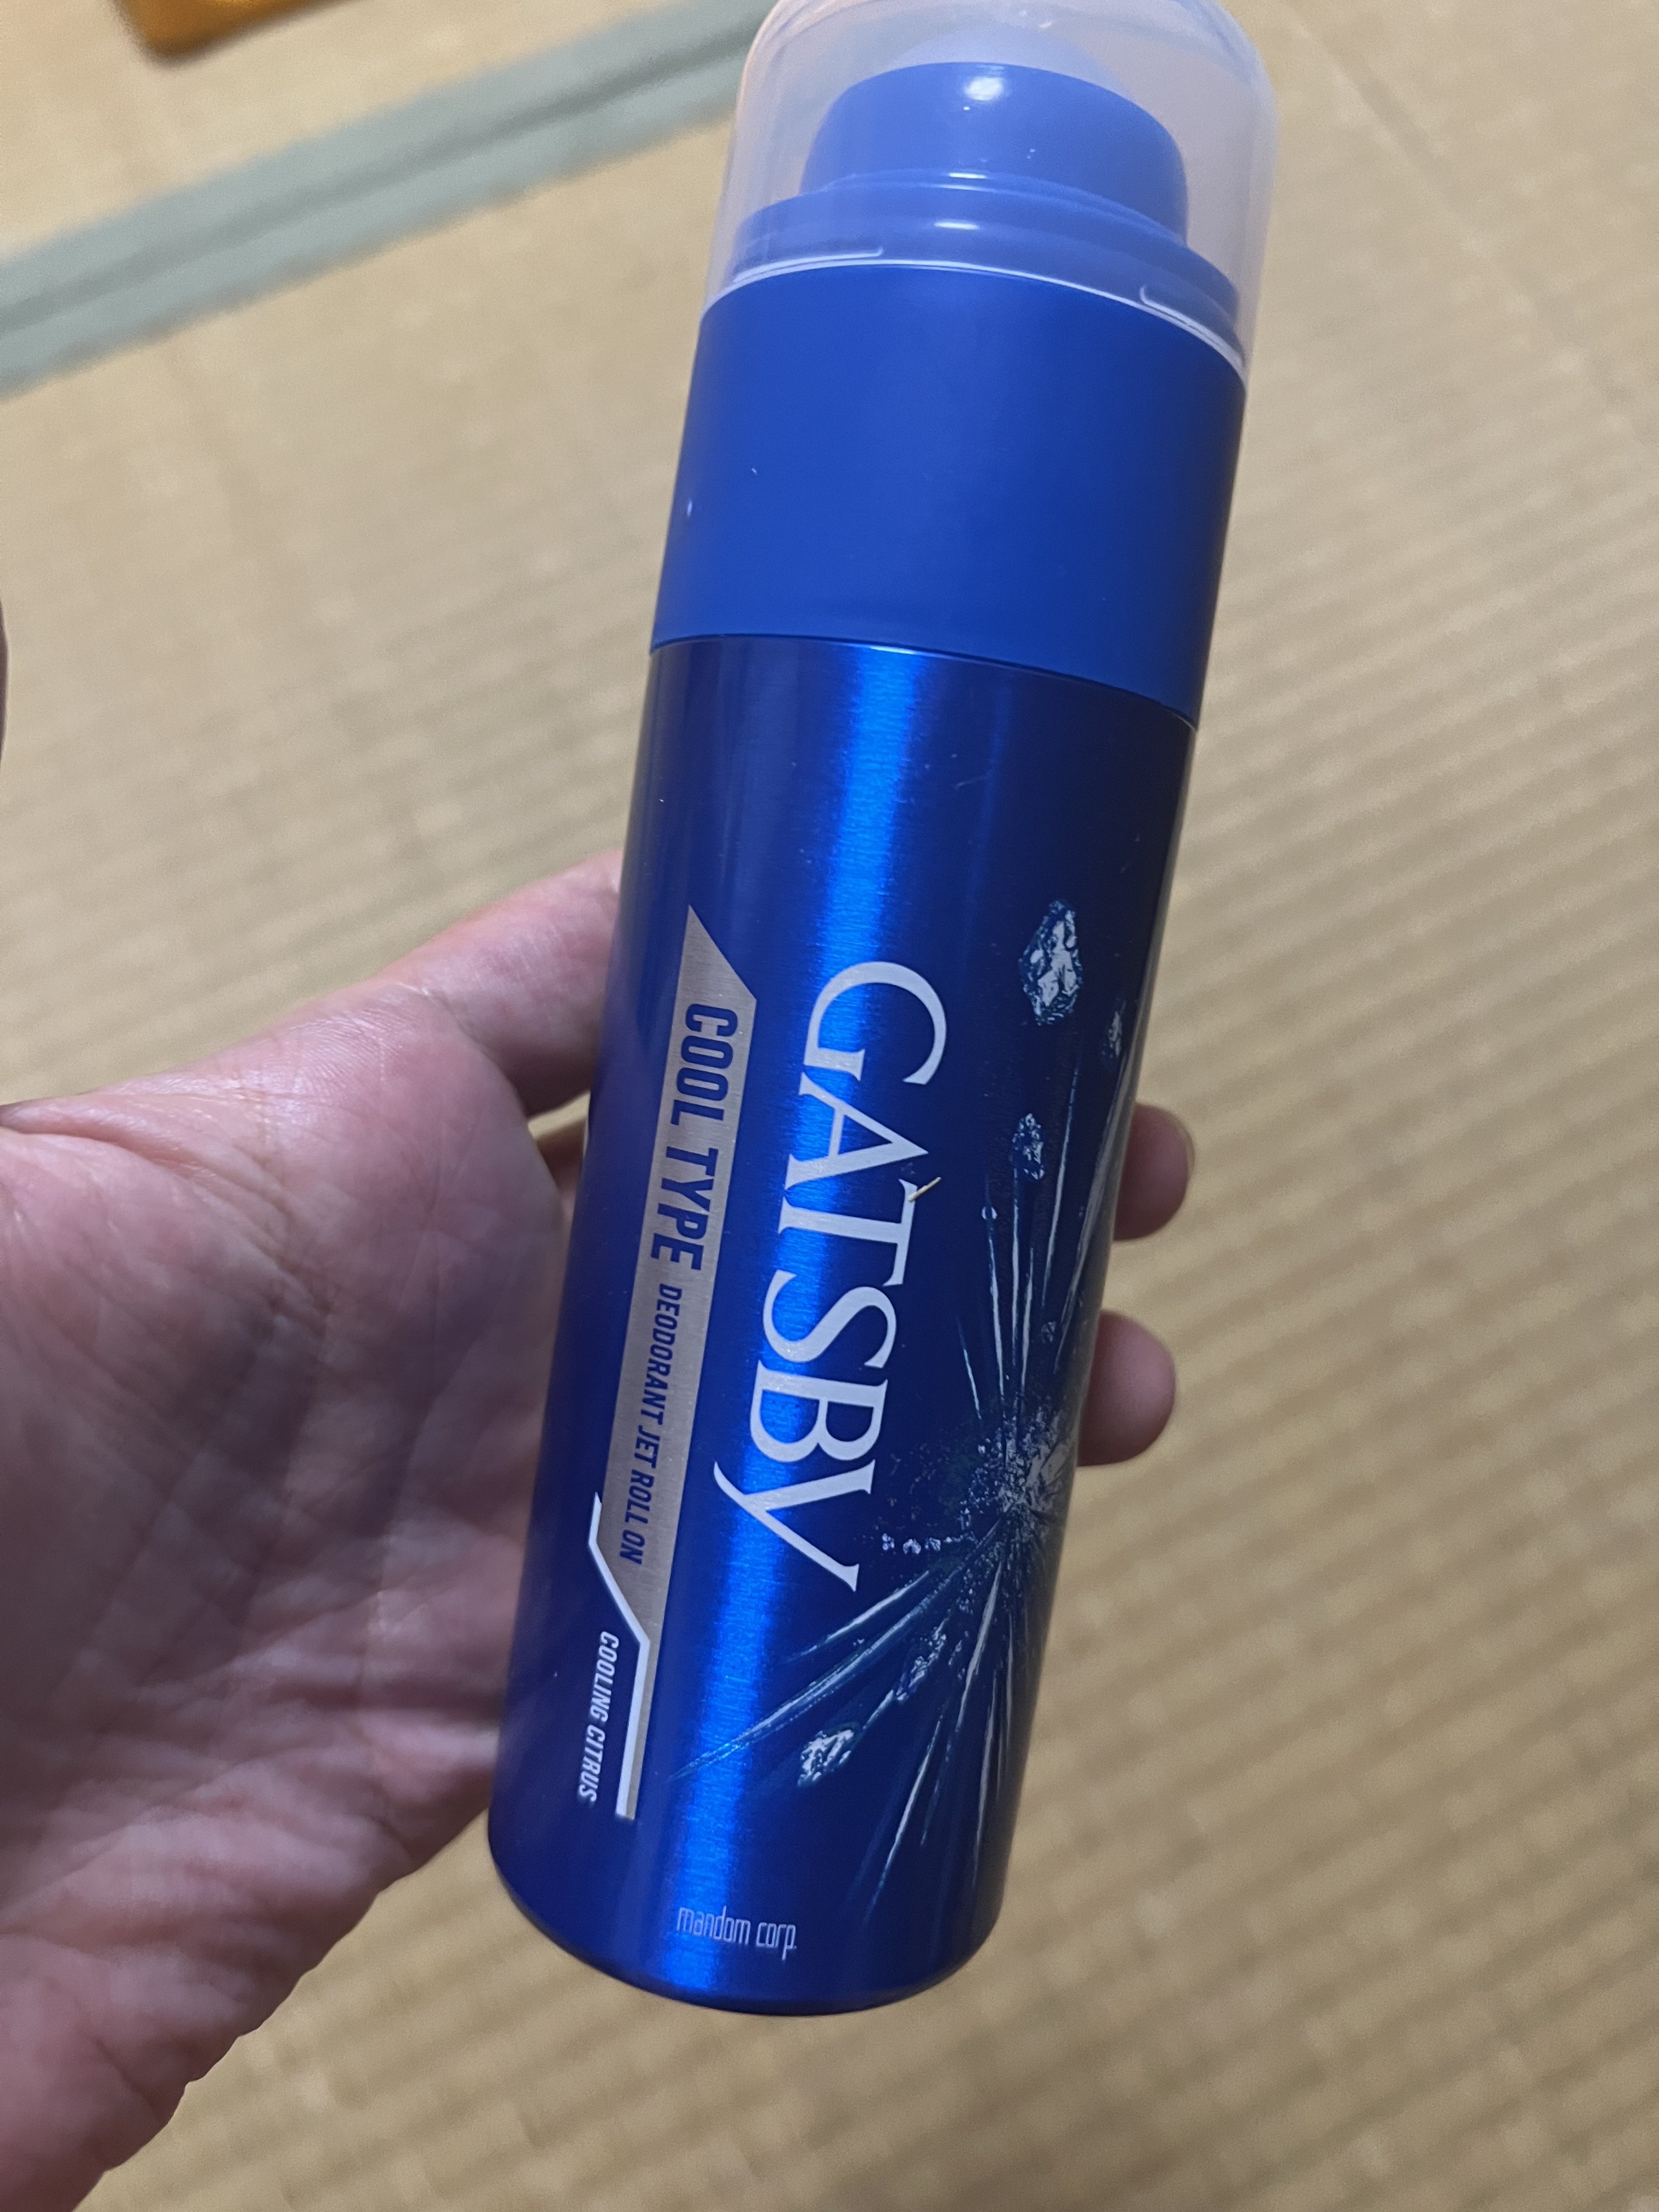 GATSBY
COOL TYPE DEODORANT JET ROLL ON
COOLING CITRUS
mandom corp.